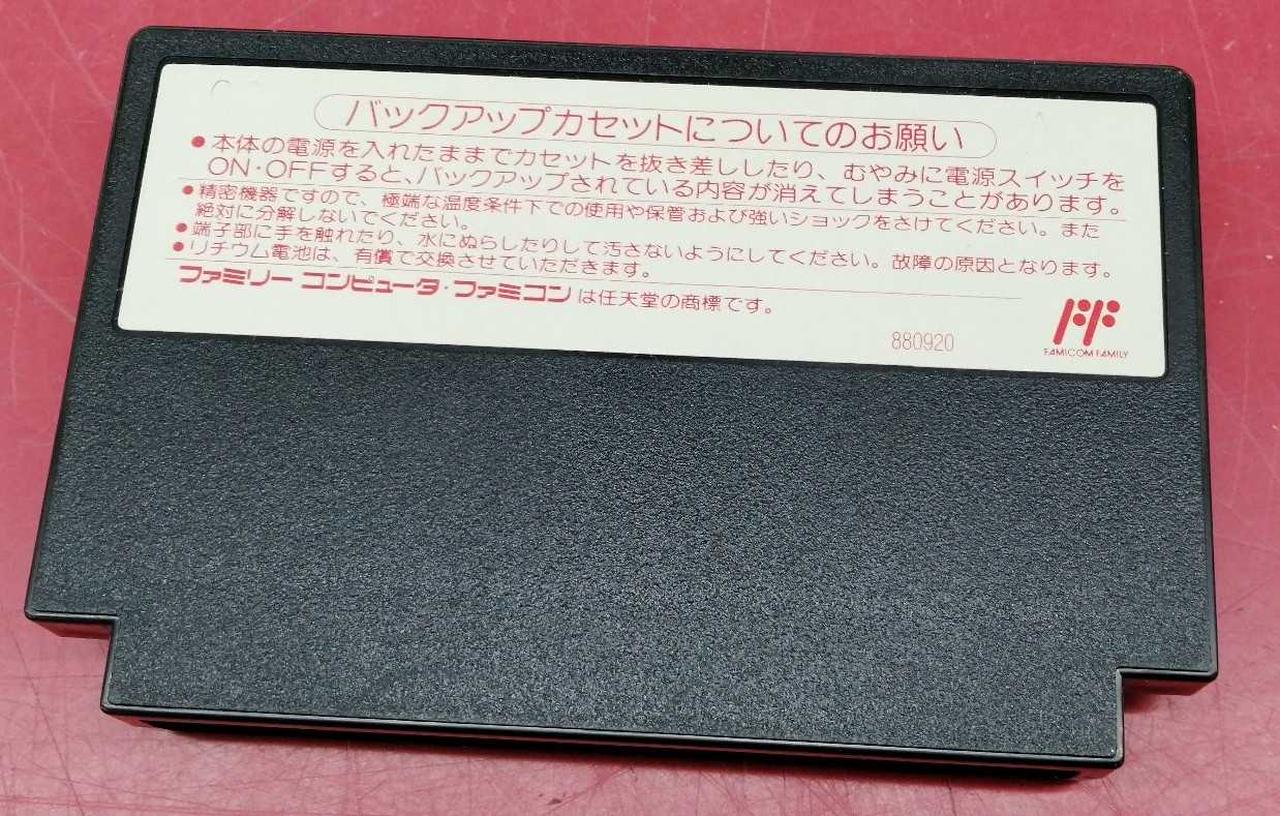 バックアップカセットについてのお願い
●本体の電源を入れたままでカセットを抜き差ししたり、むやみに電源スイッチを
ON・OFFすると、バックアップされている内容が消えてしまうことがあります。
●精密機器ですので、極端な温度条件下での使用や保管および強いショックをさけてください。また
絶対に分解しないでください。
●端子部に手を触れたり、水にぬらしたりして汚さないようにしてください。故障の原因となります。
●リチウム電池は、有償で交換させていただきます。
ファミリー コンピュータ・ファミコンは任天堂の商標です。
880920
FAMICOM FAMILY